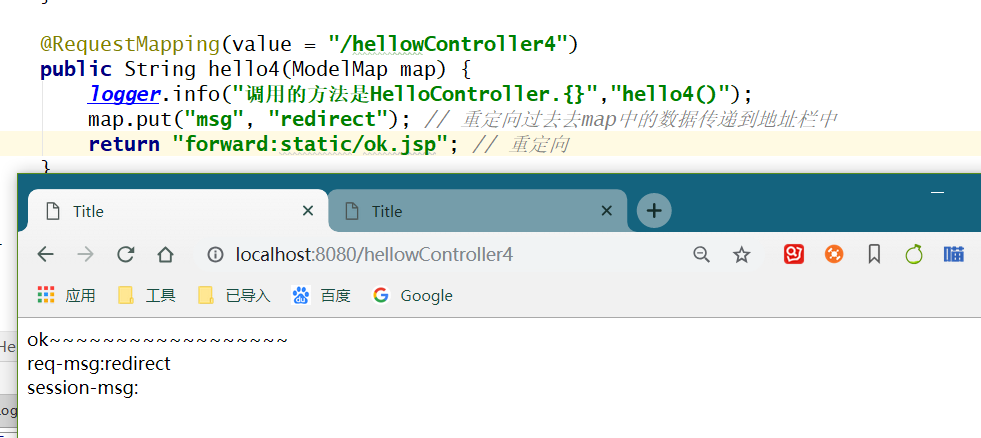 @RequestMapping(value = "/hellowController4")
public String hello4(ModelMap map) {
logger.info("调用的方法是HelloController.{}","hello4()");
map.put("msg", "redirect"); // 重定向过去去map中的数据传递到地址栏中
return "forward:static/ok.jsp"; // 重定向
}
Title
Title
localhost:8080/hellowController4
应用 工具 已导入 百度 Google
ok~~~~~~~~~~~~~~~~~~
req-msg:redirect
session-msg:
He
og